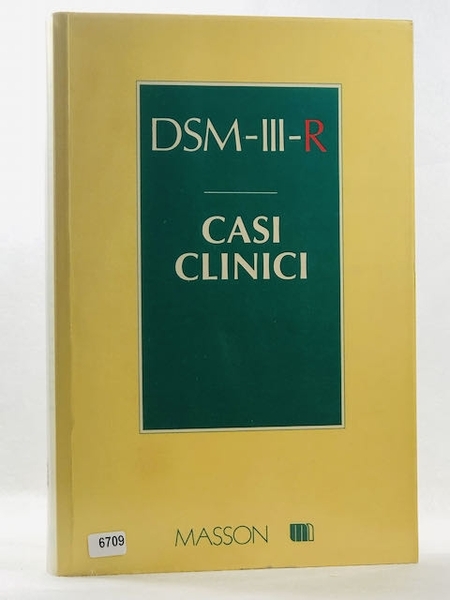 DSM-III-R
CASI
CLINICI
6709
MASSON